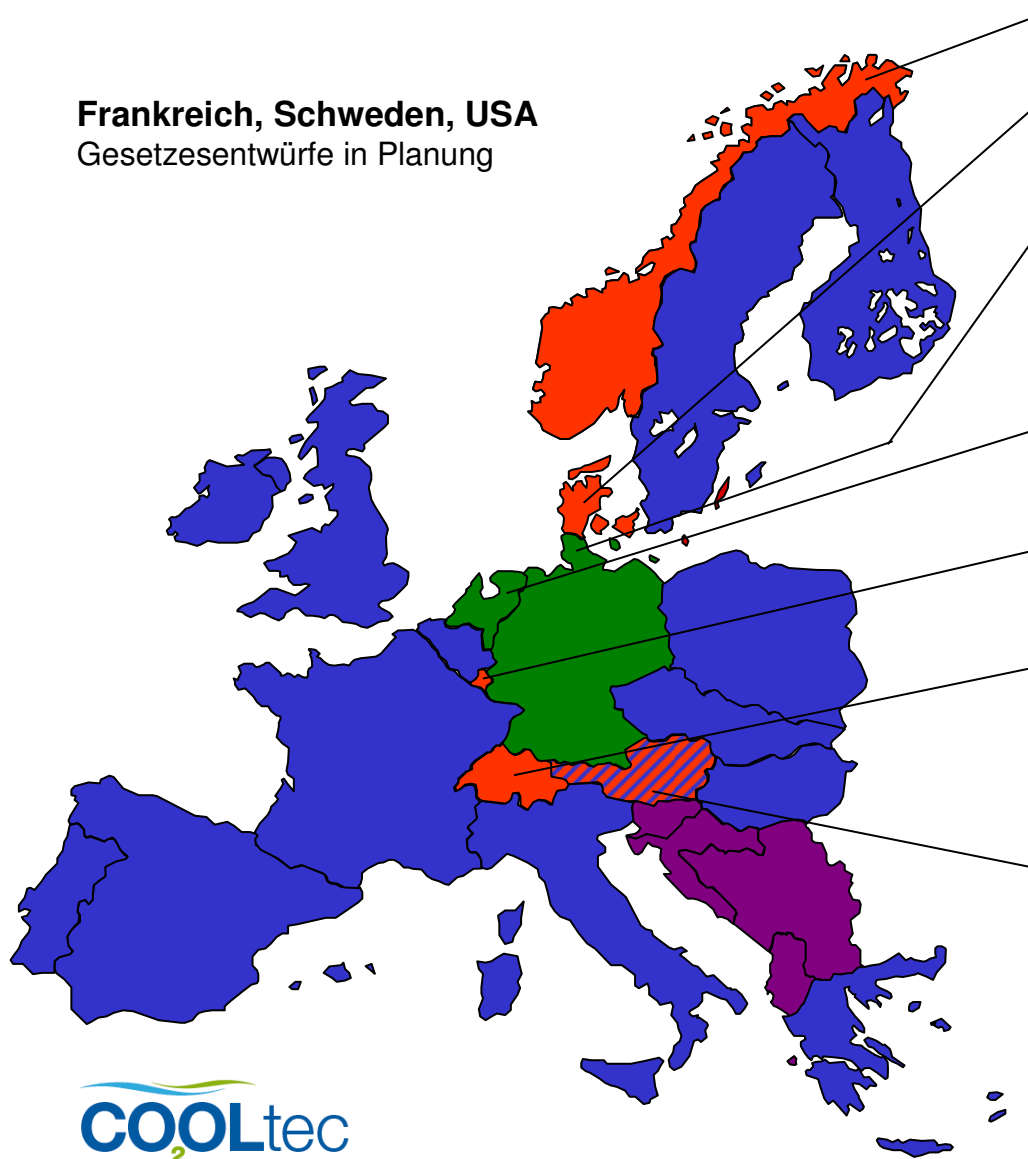 Frankreich, Schweden, USA
Gesetzesentwürfe in Planung
CO₂OLtec